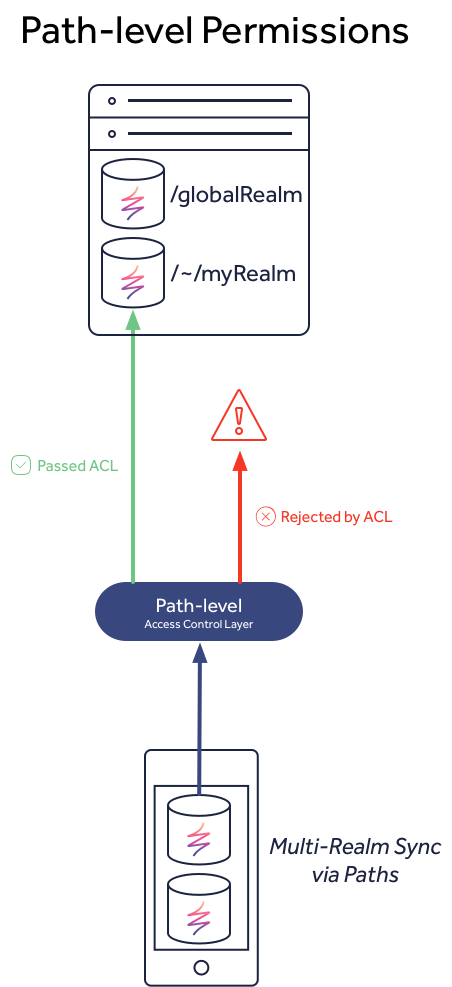 Path-level Permissions
/globalRealm
/~/myRealm
Passed ACL
Rejected by ACL
Path-level
Access Control Layer
Multi-Realm Sync
via Paths